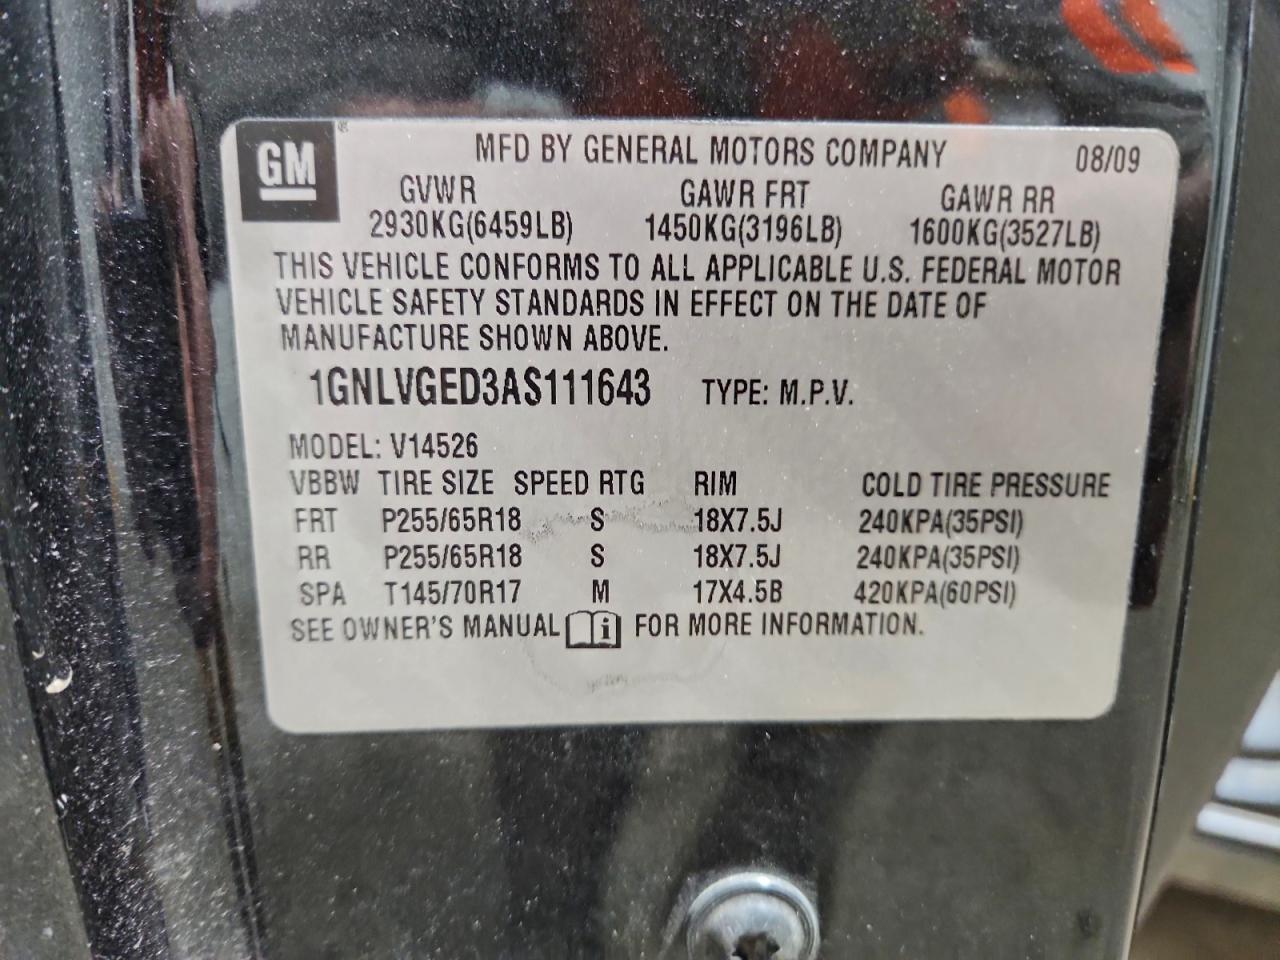 GM ® MFD BY GENERAL MOTORS COMPANY 08/09
GVWR GAWR FRT GAWR RR
2930KG(6459LB) 1450KG(3196LB) 1600KG(3527LB)
THIS VEHICLE CONFORMS TO ALL APPLICABLE U.S. FEDERAL MOTOR
VEHICLE SAFETY STANDARDS IN EFFECT ON THE DATE OF
MANUFACTURE SHOWN ABOVE.
1GNLVGED3AS111643 TYPE: M.P.V.
MODEL: V14526
VBBW TIRE SIZE SPEED RTG RIM COLD TIRE PRESSURE
FRT P255/65R18 S 18X7.5J 240KPA(35PSI)
RR P255/65R18 S 18X7.5J 240KPA(35PSI)
SPA T145/70R17 M 17X4.5B 420KPA(60PSI)
SEE OWNER'S MANUAL i FOR MORE INFORMATION.